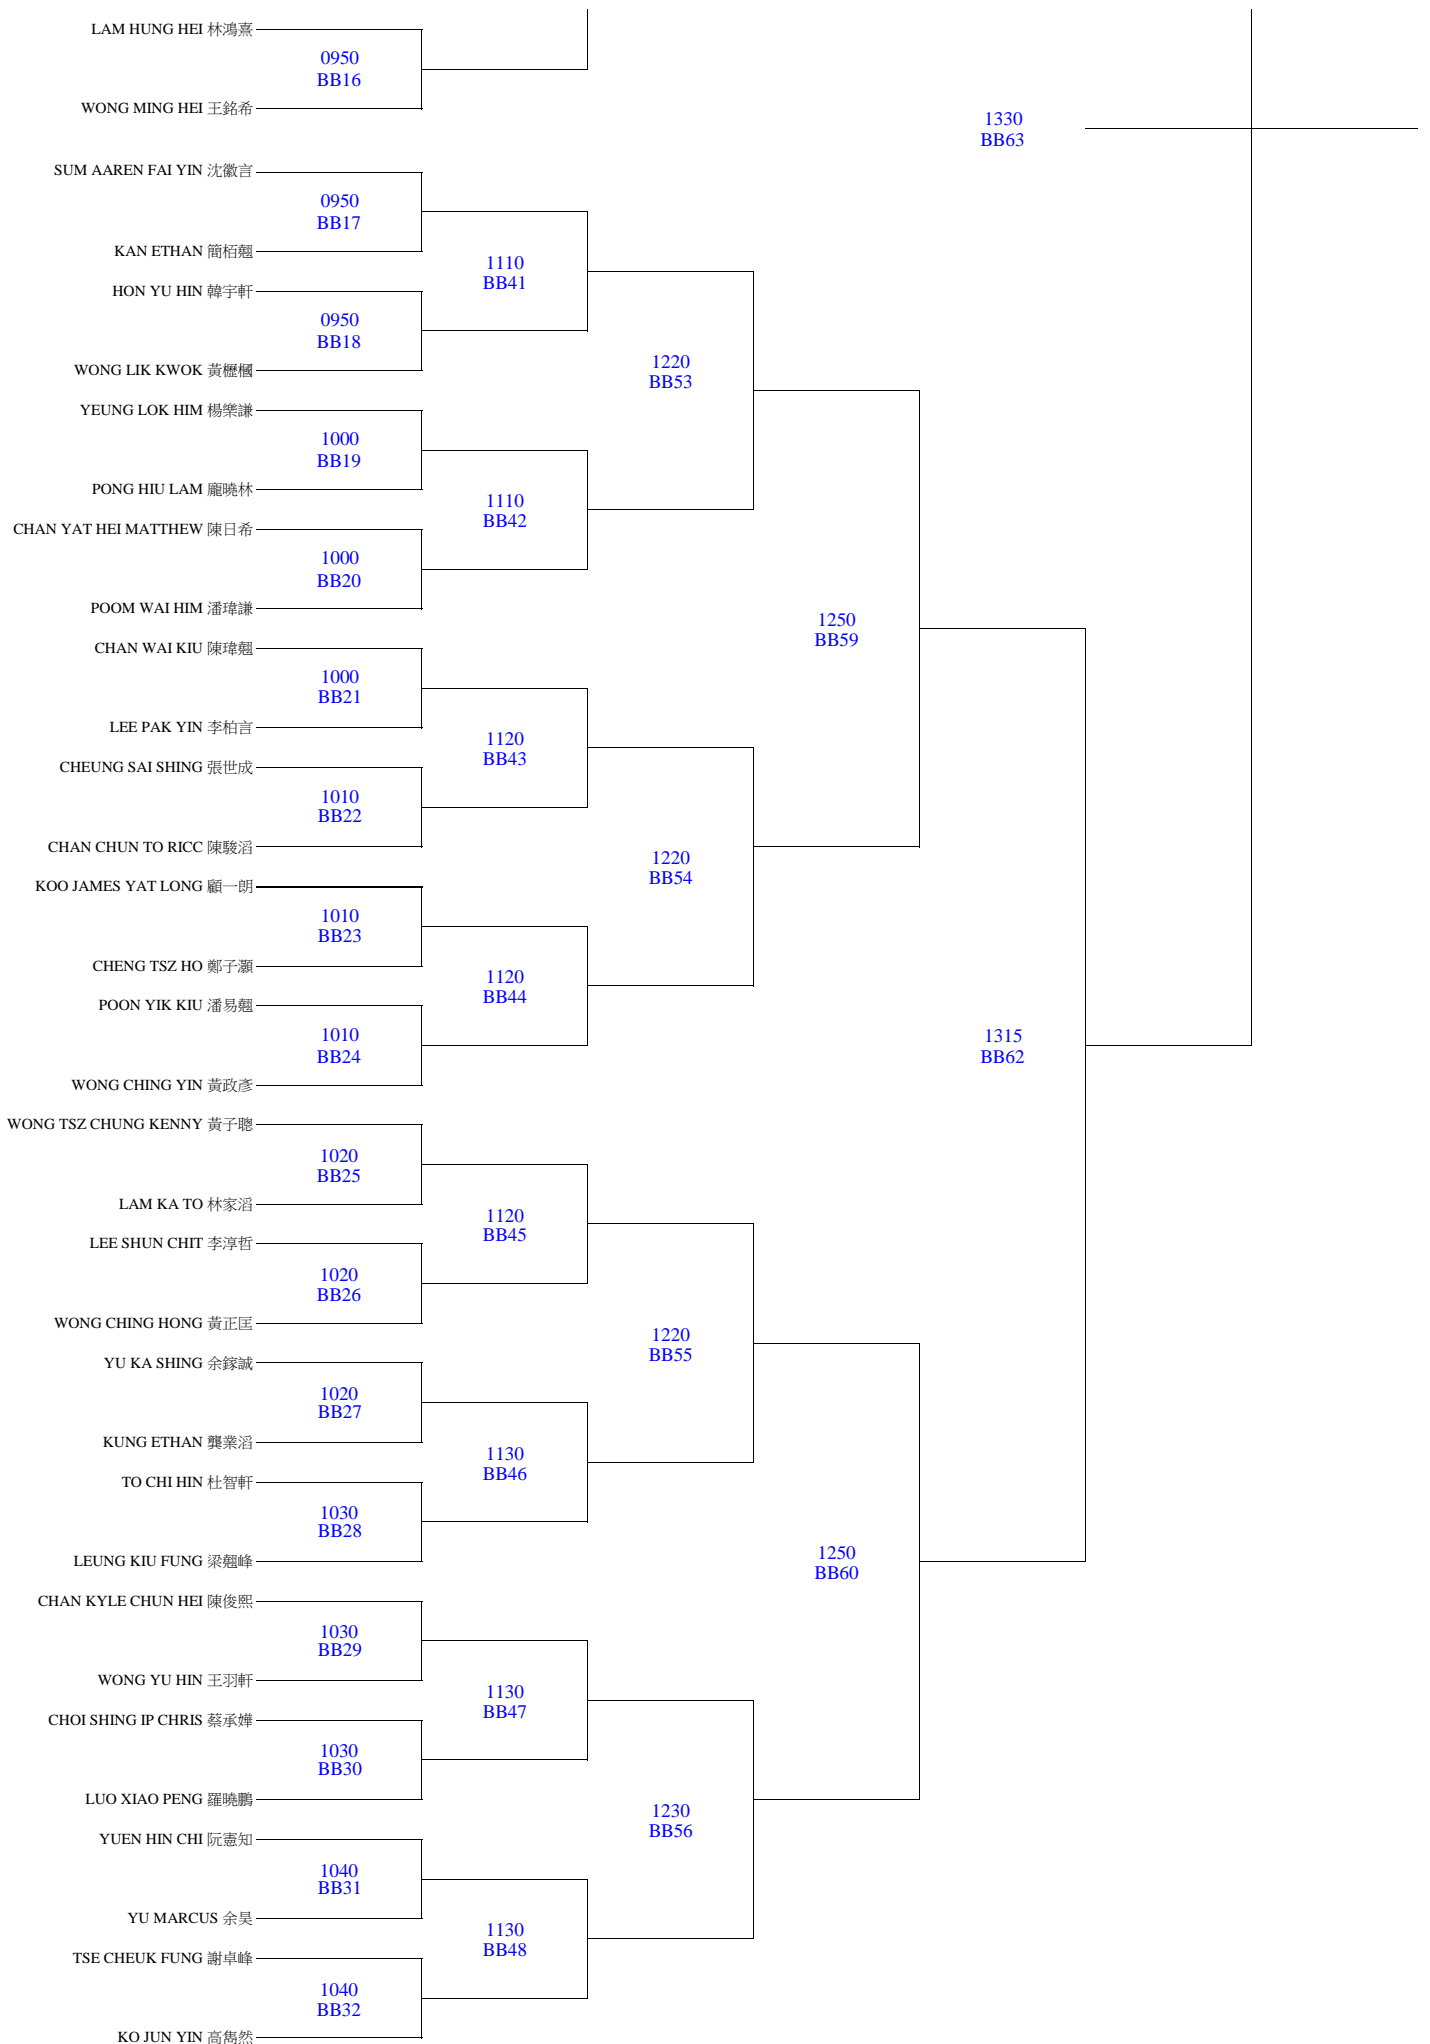 LAM HUNG HEI 林鴻熹
0950
BB16
WONG MING HEI 王銘希
1330
BB63
SUM AAREN FAI YIN 沈徽言
0950
BB17
KAN ETHAN 簡栢翹
1110
BB41
HON YU HIN 韓宇軒
0950
BB18
WONG LIK KWOK 黃櫪槶
1220
BB53
YEUNG LOK HIM 楊樂謙
1000
BB19
PONG HIU LAM 龐曉林
1110
BB42
CHAN YAT HEI MATTHEW 陳日希
1000
BB20
POOM WAI HIM 潘瑋謙
1250
BB59
CHAN WAI KIU 陳瑋翹
1000
BB21
LEE PAK YIN 李柏言
1120
BB43
CHEUNG SAI SHING 張世成
1010
BB22
CHAN CHUN TO RICC 陳駿滔
1220
BB54
KOO JAMES YAT LONG 顧一朗
1010
BB23
CHENG TSZ HO 鄭子灝
1120
BB44
POON YIK KIU 潘易翹
1010
BB24
WONG CHING YIN 黃政彥
1315
BB62
WONG TSZ CHUNG KENNY 黃子聰
1020
BB25
LAM KA TO 林家滔
1120
BB45
LEE SHUN CHIT 李淳哲
1020
BB26
WONG CHING HONG 黃正匡
1220
BB55
YU KA SHING 余鎵誠
1020
BB27
KUNG ETHAN 龔業滔
1130
BB46
TO CHI HIN 杜智軒
1030
BB28
LEUNG KIU FUNG 梁翹峰
1250
BB60
CHAN KYLE CHUN HEI 陳俊熙
1030
BB29
WONG YU HIN 王羽軒
1130
BB47
CHOI SHING IP CHRIS 蔡承燁
1030
BB30
LUO XIAO PENG 羅曉鵬
1230
BB56
YUEN HIN CHI 阮憲知
1040
BB31
YU MARCUS 余昊
1130
BB48
TSE CHEUK FUNG 謝卓峰
1040
BB32
KO JUN YIN 高雋然